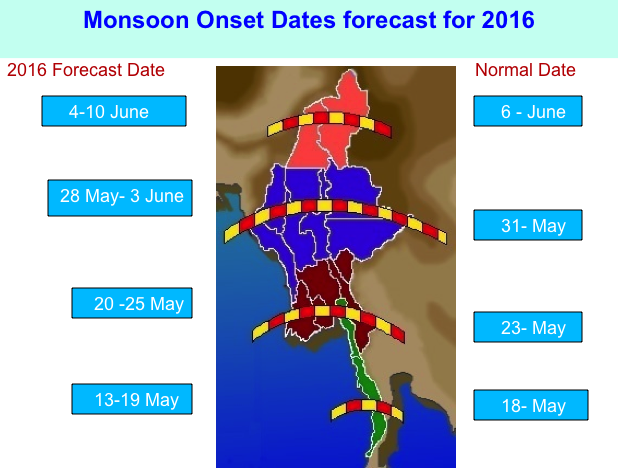 Monsoon Onset Dates forecast for 2016
2016 Forecast Date
Normal Date
4-10 June
6 - June
28 May- 3 June
31- May
20 -25 May
23- May
13-19 May
18- May